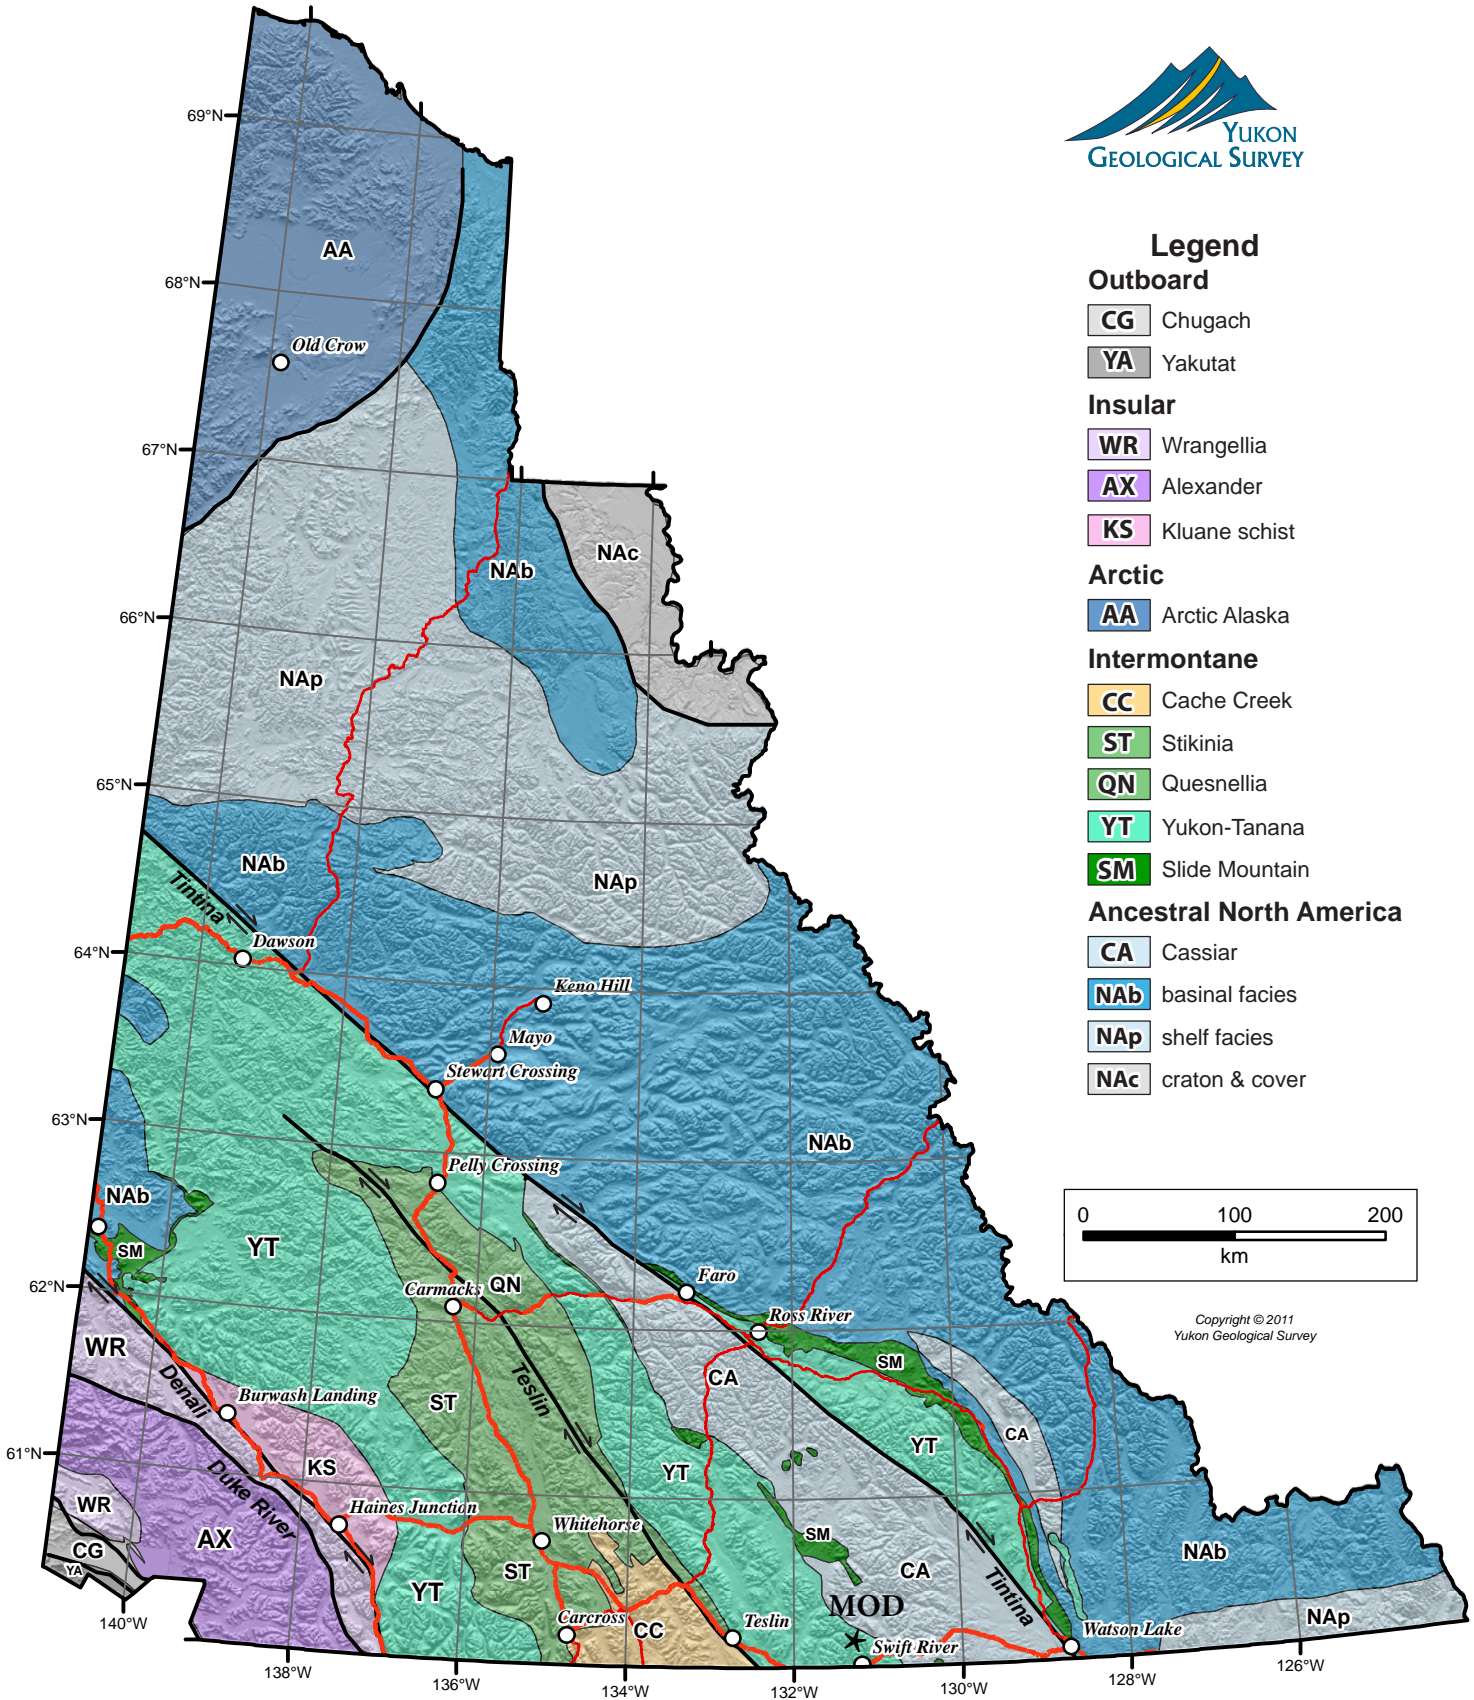 YUKON
GEOLOGICAL SURVEY
Legend
Outboard
CG Chugach
YA Yakutat
Insular
WR Wrangellia
AX Alexander
KS Kluane schist
Arctic
AA Arctic Alaska
Intermontane
CC Cache Creek
ST Stikinia
QN Quesnellia
YT Yukon-Tanana
SM Slide Mountain
Ancestral North America
CA Cassiar
NAb basinal facies
NAp shelf facies
NAc craton & cover
0 100 200
km
Copyright © 2011
Yukon Geological Survey
69°N
AA
68°N
Old Crow
67°N
NAc
NAb
66°N
NAp
65°N
NAb
NAp
Tintina
Dawson
64°N
Keno Hill
Mayo
Stewart Crossing
63°N
NAb
Pelly Crossing
NAb
YT
SM
62°N
Faro
QN
Carmacks
Ross River
WR
SM
CA
Denali
Burwash Landing
ST
Teslin
CA
YT
61°N
KS
YT
Duke River
WR
Haines Junction
AX
Whitehorse
SM
CG
YA
NAb
ST
CA
YT
Tintina
MOD
140°W
Carcross
CC
Teslin
Swift River
Watson Lake
NAp
138°W
136°W
134°W
132°W
130°W
128°W
126°W